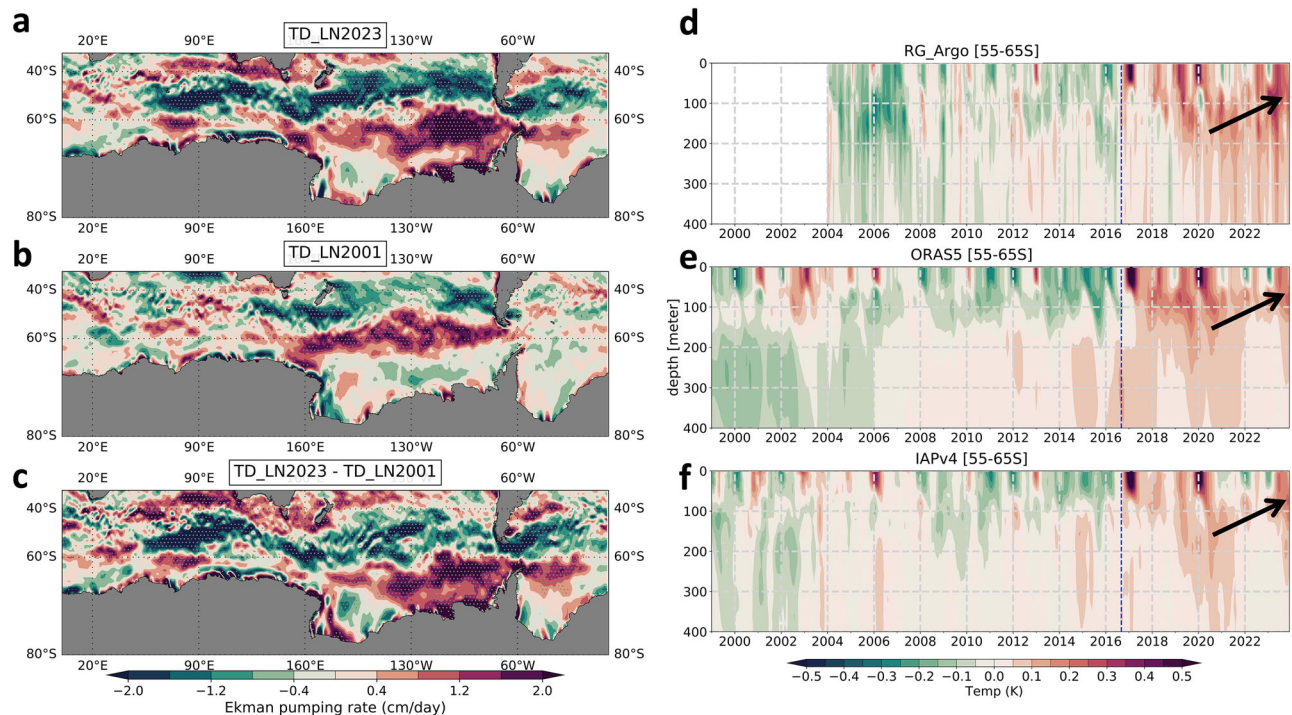 a
TD_LN2023
20°E 90°E 130°W 60°W
40°S 40°S
60°S 60°S
80°S 80°S
20°E 90°E 160°E 130°W 60°W
b
TD_LN2001
40°S 40°S
60°S 60°S
80°S 80°S
20°E 90°E 160°E 130°W 60°W
c
TD_LN2023 - TD_LN2001
40°S 40°S
60°S 60°S
80°S 80°S
20°E 90°E 160°E 130°W 60°W
−2.0 −1.2 −0.4 0.4 1.2 2.0
Ekman pumping rate (cm/day)
d
RG_Argo [55-65S]
0
100
200
300
400
2000 2002 2004 2006 2008 2010 2012 2014 2016 2018 2020 2022
e
ORAS5 [55-65S]
depth [meter]
0
100
200
300
400
2000 2002 2004 2006 2008 2010 2012 2014 2016 2018 2020 2022
f
IAPv4 [55-65S]
0
100
200
300
400
2000 2002 2004 2006 2008 2010 2012 2014 2016 2018 2020 2022
−0.5 −0.4 −0.3 −0.2 −0.1 0.0 0.1 0.2 0.3 0.4 0.5
Temp (K)